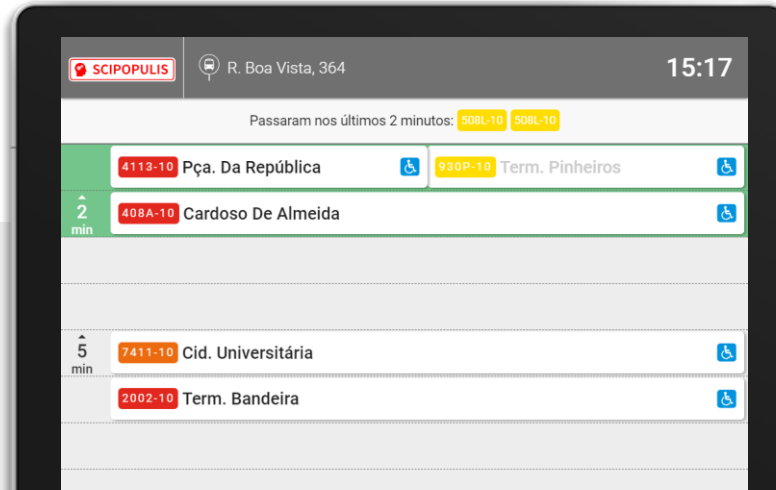 SCIPOPULIS
R. Boa Vista, 364
15:17
Passaram nos últimos 2 minutos: 508L-10 508L-10
4113-10 Pça. Da República 930P-10 Term. Pinheiros
2 min
408A-10 Cardoso De Almeida
5 min
7411-10 Cid. Universitária
2002-10 Term. Bandeira